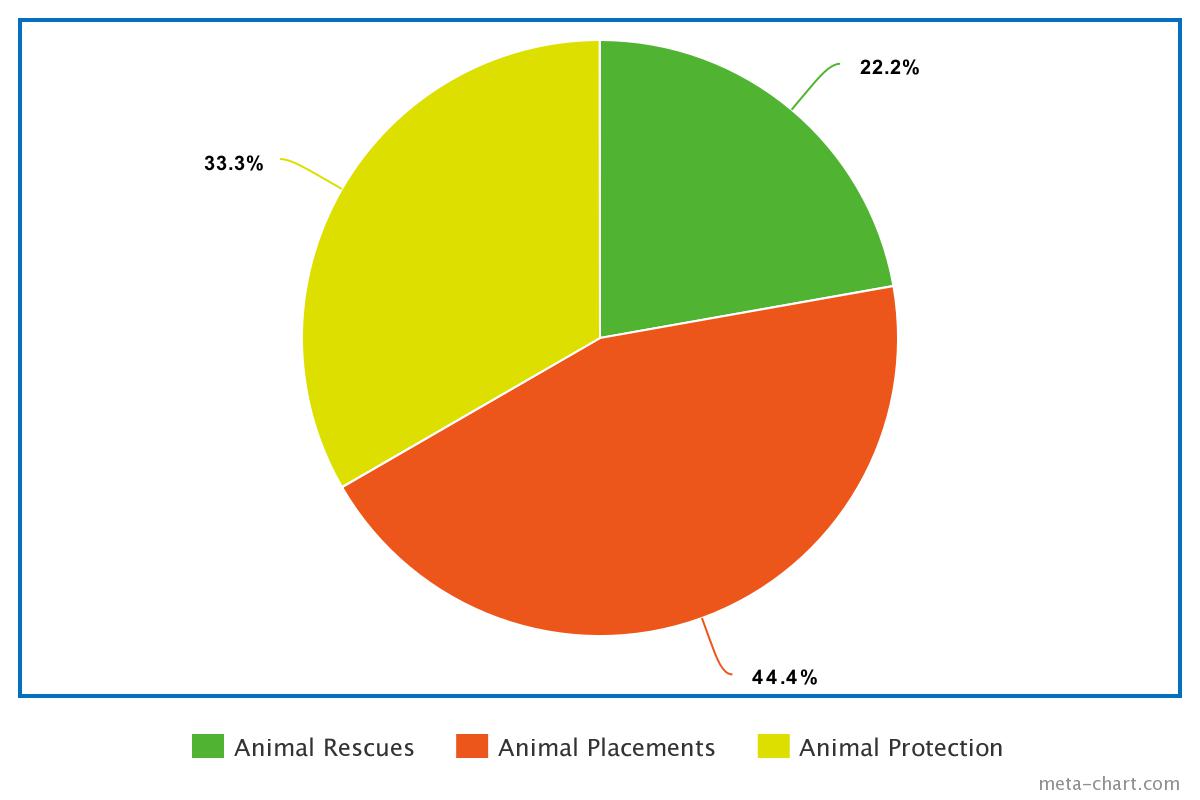 22.2%
33.3%
44.4%
Animal Rescues Animal Placements Animal Protection
meta-chart.com